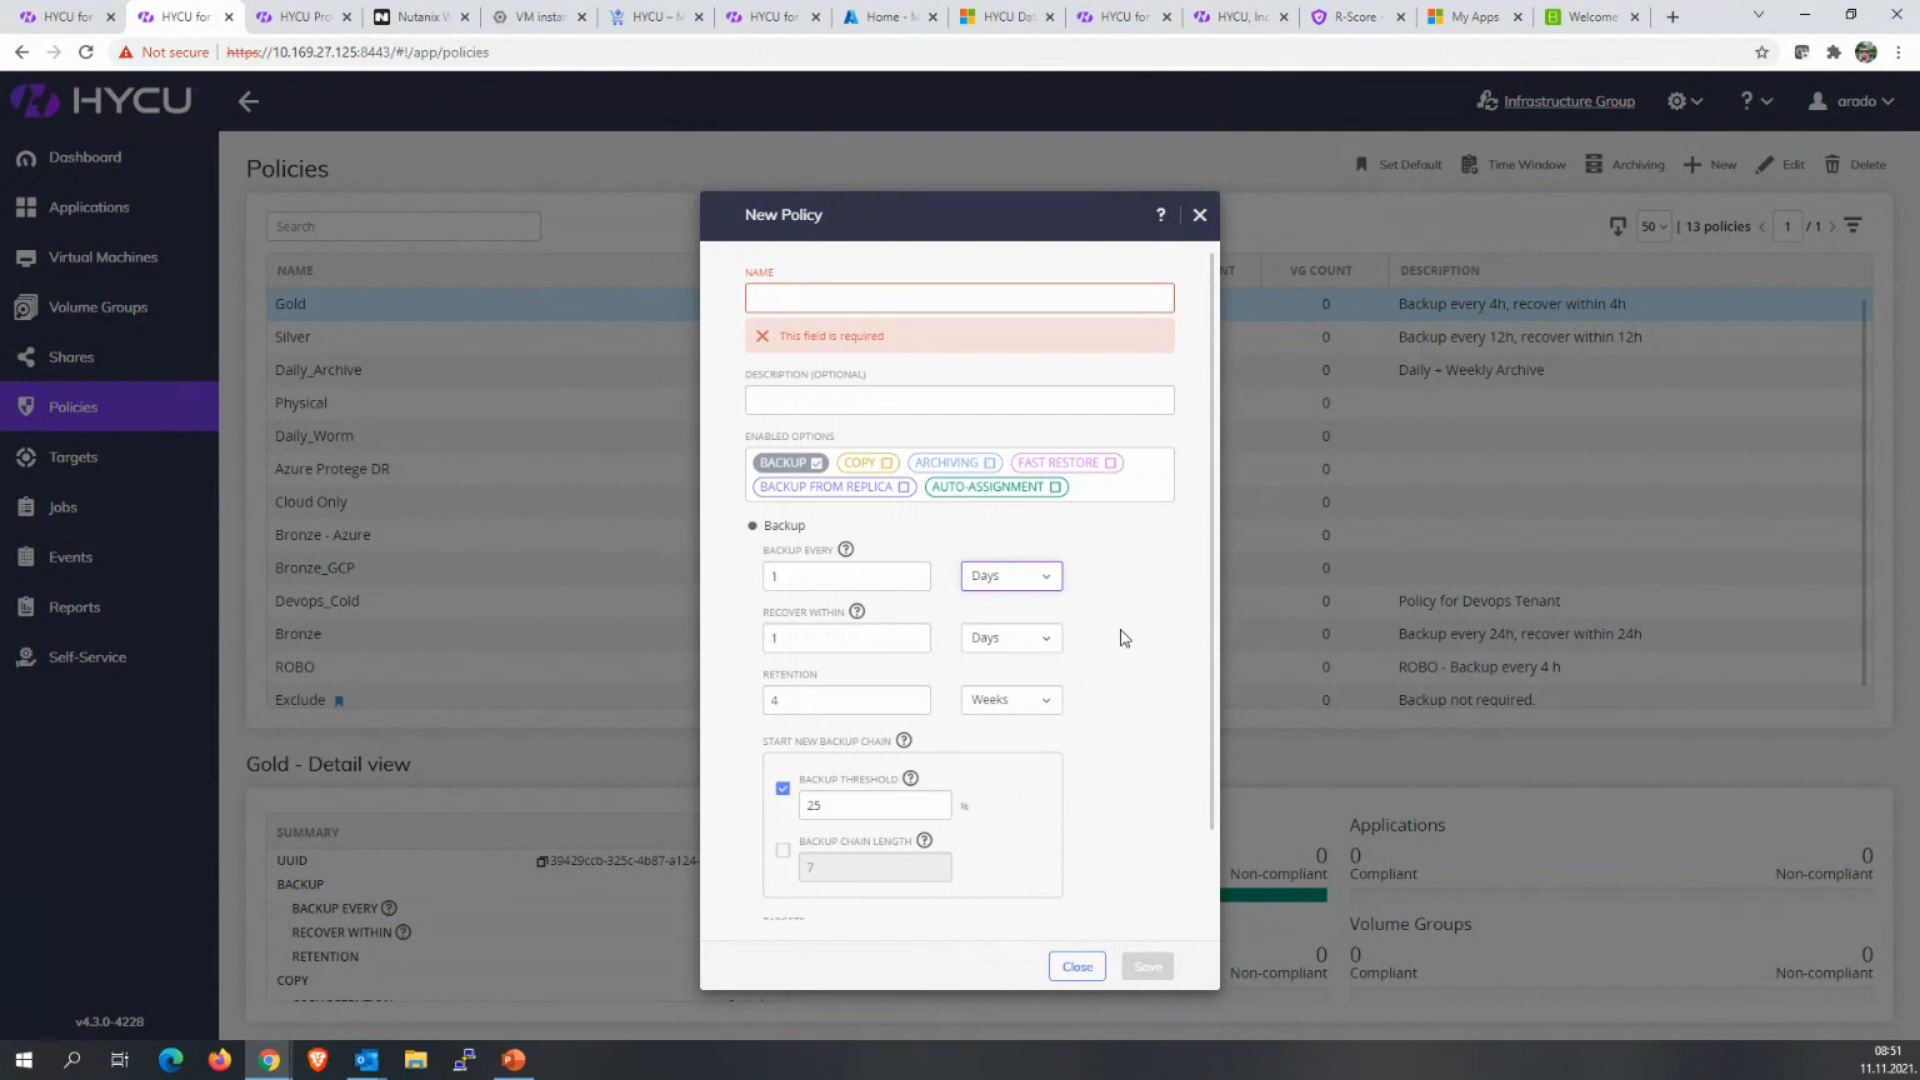 HYCU for
HYCU for
HYCU Pro
Nutanix W
VM instar
HYCU – M
HYCU for
Home - M
HYCU Dat
HYCU for
HYCU, Inc
R-Score -
My Apps
Welcome
Not secure | https://10.169.27.125:8443/#!/app/policies
HYCU
Infrastructure Group
?
arado
Dashboard
Applications
Virtual Machines
Volume Groups
Shares
Policies
Targets
Jobs
Events
Reports
Self-Service
v4.3.0-4228
Policies
Set Default
Time Window
Archiving
New
Edit
Delete
Search
50 | 13 policies < 1 / 1 >
NAME
VG COUNT
DESCRIPTION
Gold 0 Backup every 4h, recover within 4h
Silver 0 Backup every 12h, recover within 12h
Daily_Archive 0 Daily + Weekly Archive
Physical 0
Daily_Worm 0
Azure Protege DR 0
Cloud Only 0
Bronze - Azure 0
Bronze_GCP 0
Devops_Cold 0 Policy for Devops Tenant
Bronze 0 Backup every 24h, recover within 24h
ROBO 0 ROBO - Backup every 4 h
Exclude 0 Backup not required.
New Policy ?
NAME
This field is required
DESCRIPTION (OPTIONAL)
ENABLED OPTIONS
BACKUP COPY ARCHIVING FAST RESTORE
BACKUP FROM REPLICA AUTO-ASSIGNMENT
Backup
BACKUP EVERY ?
1 Days
RECOVER WITHIN ?
1 Days
RETENTION
4 Weeks
START NEW BACKUP CHAIN ?
BACKUP THRESHOLD ?
25 %
BACKUP CHAIN LENGTH ?
7
Close
Save
Gold - Detail view
SUMMARY
UUID 39429ccb-325c-4b87-a124-
BACKUP
BACKUP EVERY ?
RECOVER WITHIN ?
RETENTION
COPY
0
Non-compliant
0
Non-compliant
Applications
0 0
Compliant Non-compliant
Volume Groups
0 0
Compliant Non-compliant
08:51
11.11.2021.